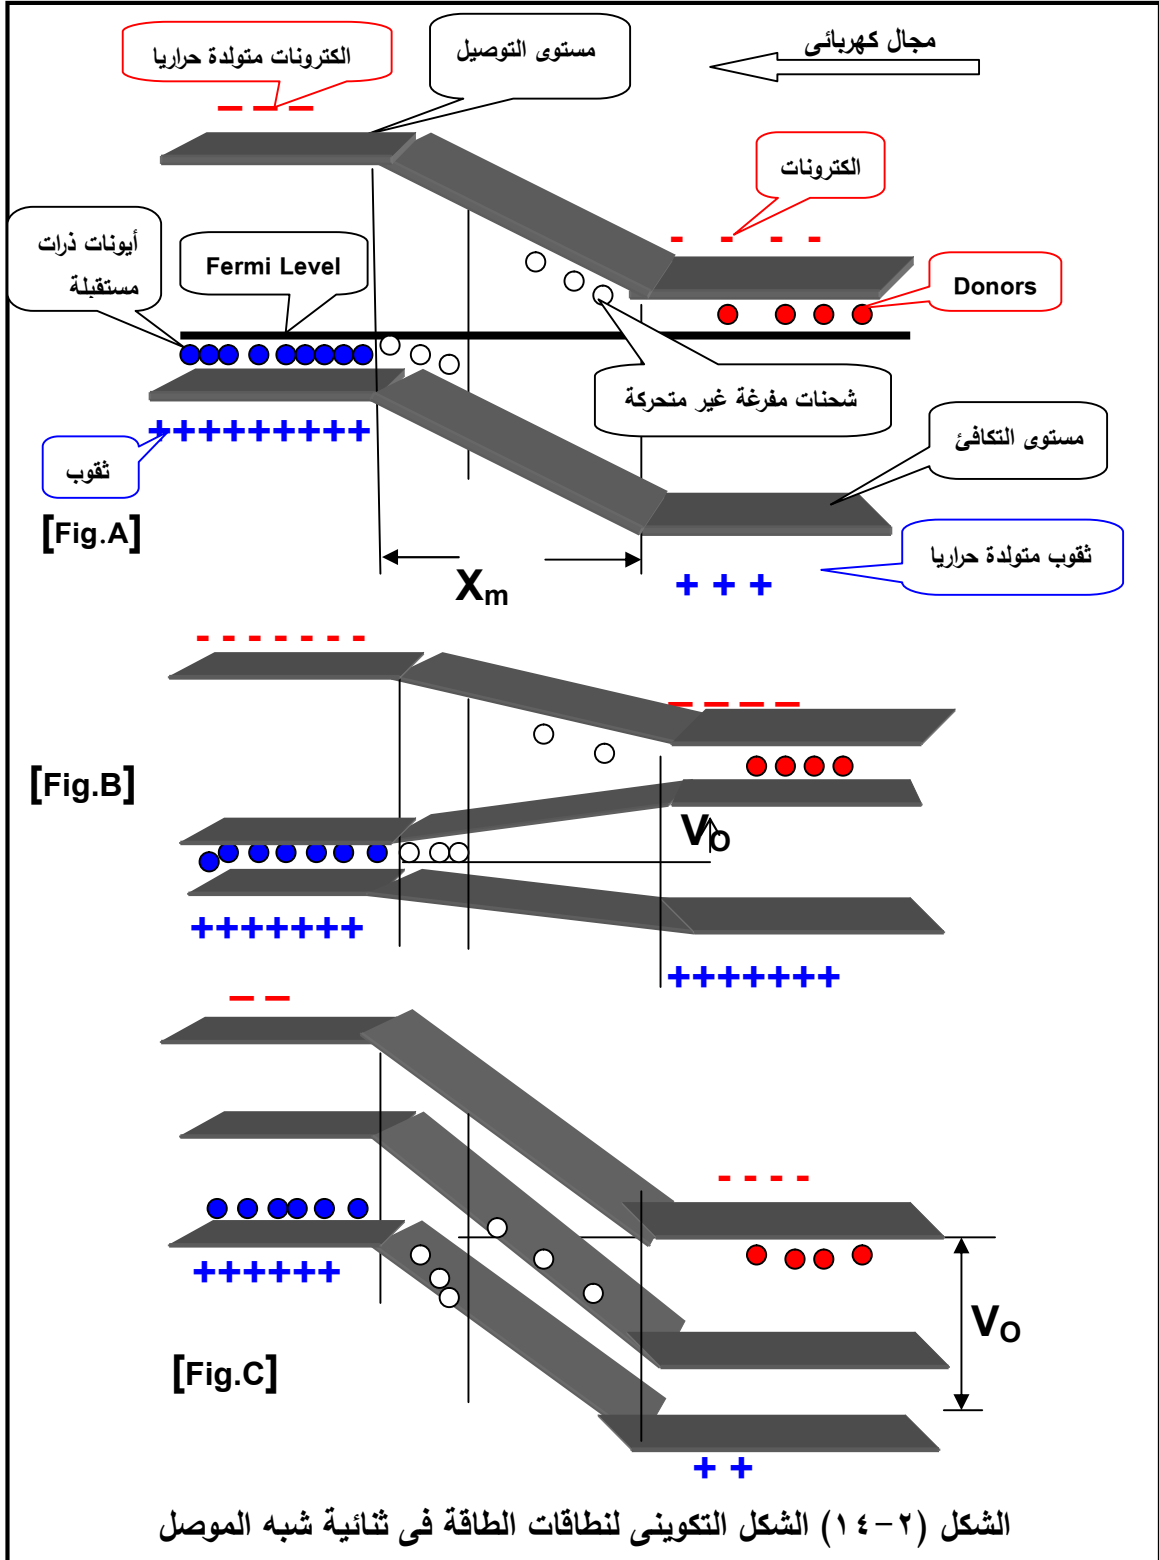 مجال كهربائى
الكترونات متولدة حراريا
مستوى التوصيل
الكترونات
أيونات ذرات
مستقبلة
Fermi Level
Donors
شحنات مفرغة غير متحركة
مستوى التكافئ
ثقوب
[Fig.A]
ثقوب متولدة حراريا
Xm
[Fig.B]
VO
[Fig.C]
VO
الشكل (٢-١٤) الشكل التكوينى لنطاقات الطاقة فى ثنائية شبه الموصل